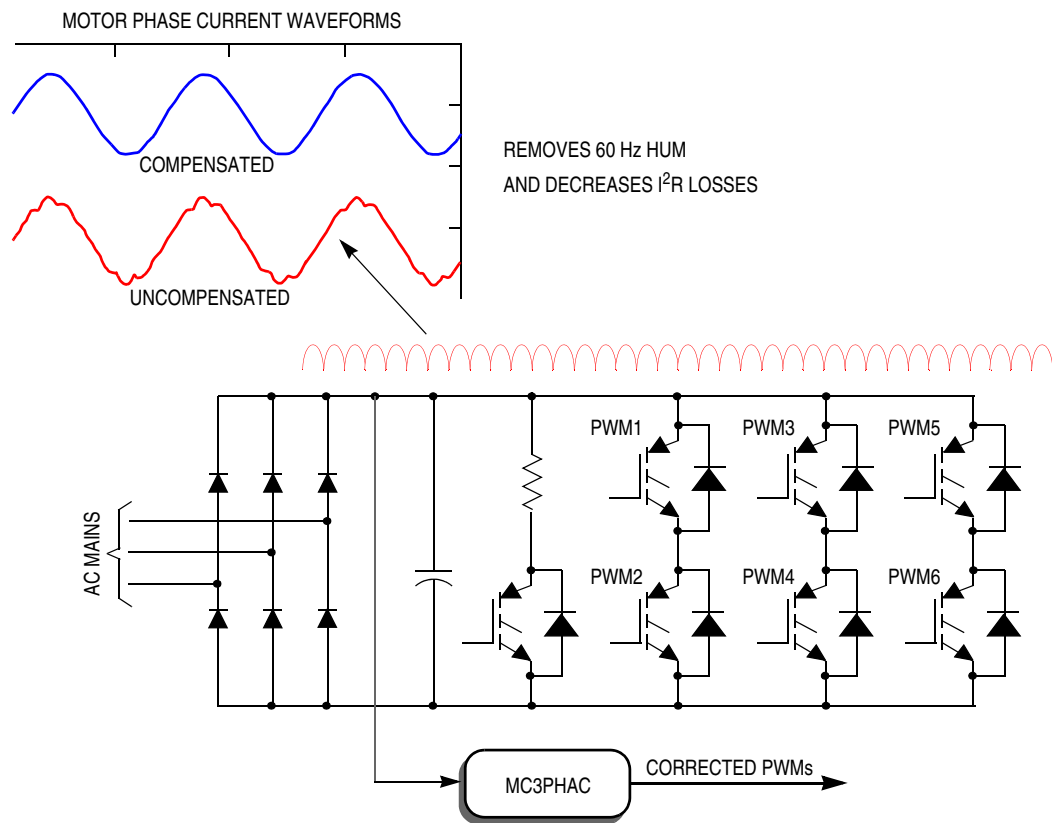 MOTOR PHASE CURRENT WAVEFORMS
COMPENSATED
REMOVES 60 Hz HUM
AND DECREASES I²R LOSSES
UNCOMPENSATED
PWM1
PWM3
PWM5
AC MAINS
PWM2
PWM4
PWM6
MC3PHAC
CORRECTED PWMs